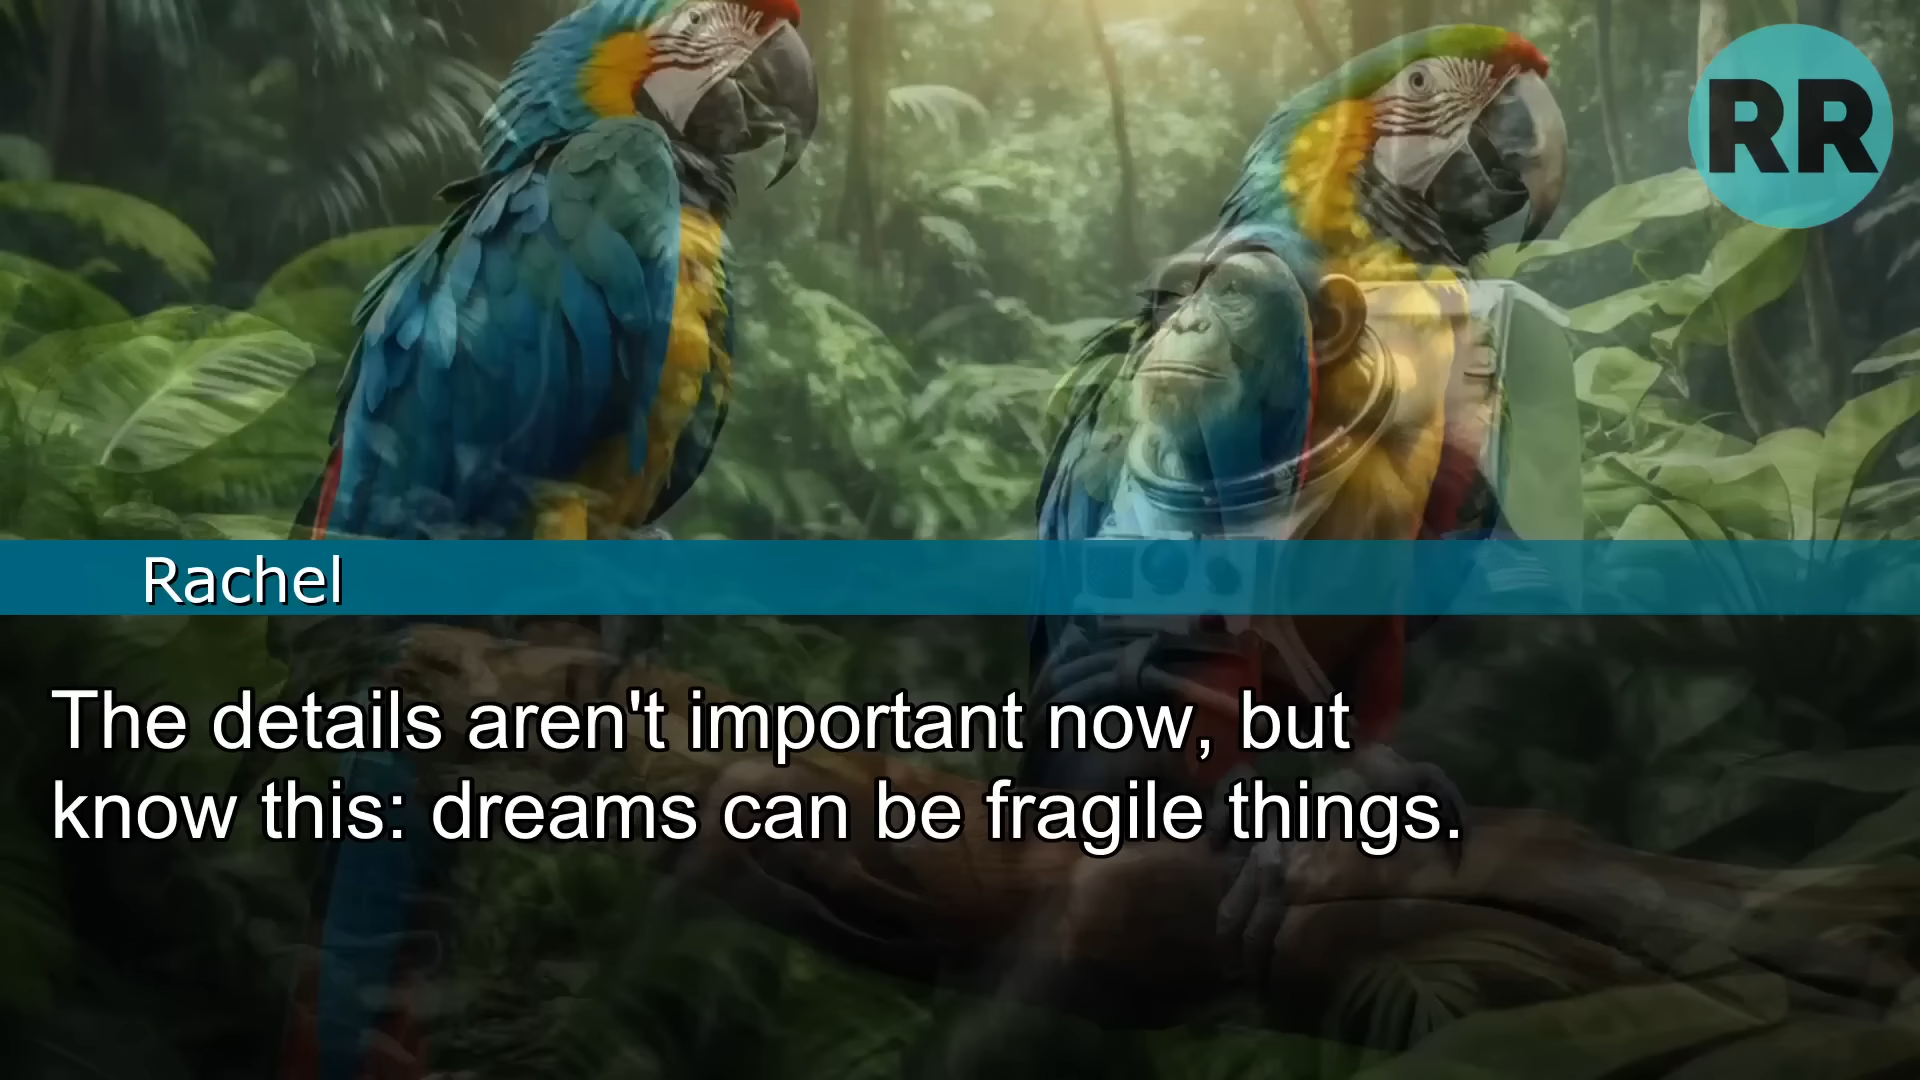 RR
Rachel
The details aren't important now, but
know this: dreams can be fragile things.